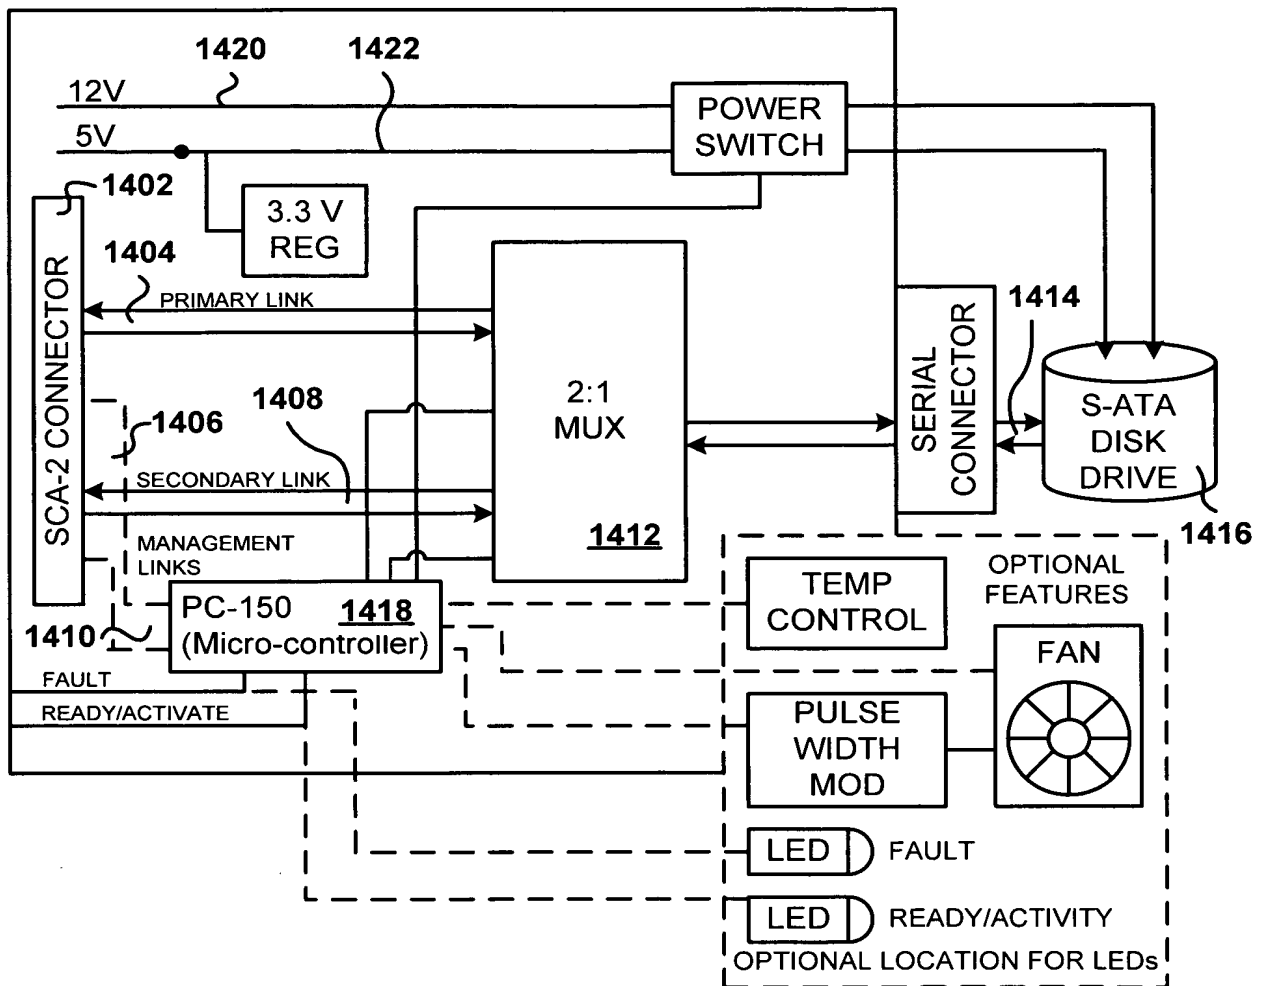 1420
1422
12V
5V
POWER
SWITCH
1402
3.3 V
REG
1404
PRIMARY LINK
SCA-2 CONNECTOR
2:1
MUX
1412
1408
1406
SECONDARY LINK
MANAGEMENT
LINKS
SERIAL
CONNECTOR
1414
S-ATA
DISK
DRIVE
1416
PC-150
1418
(Micro-controller)
1410
FAULT
READY/ACTIVATE
OPTIONAL
FEATURES
TEMP
CONTROL
FAN
PULSE
WIDTH
MOD
LED
FAULT
LED
READY/ACTIVITY
OPTIONAL LOCATION FOR LEDs